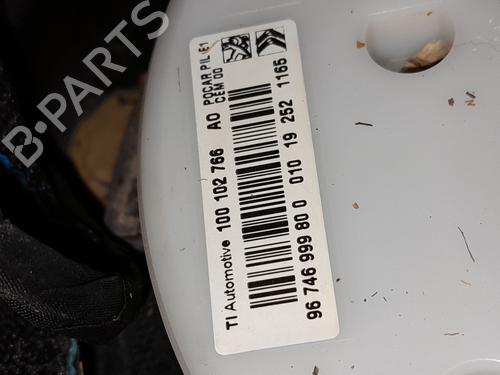 POCAR PIL-E1
CEM 00
TI Automotive 100 102 766 A0
96 746 999 80 0 010 19 252 1165
B-PARTS